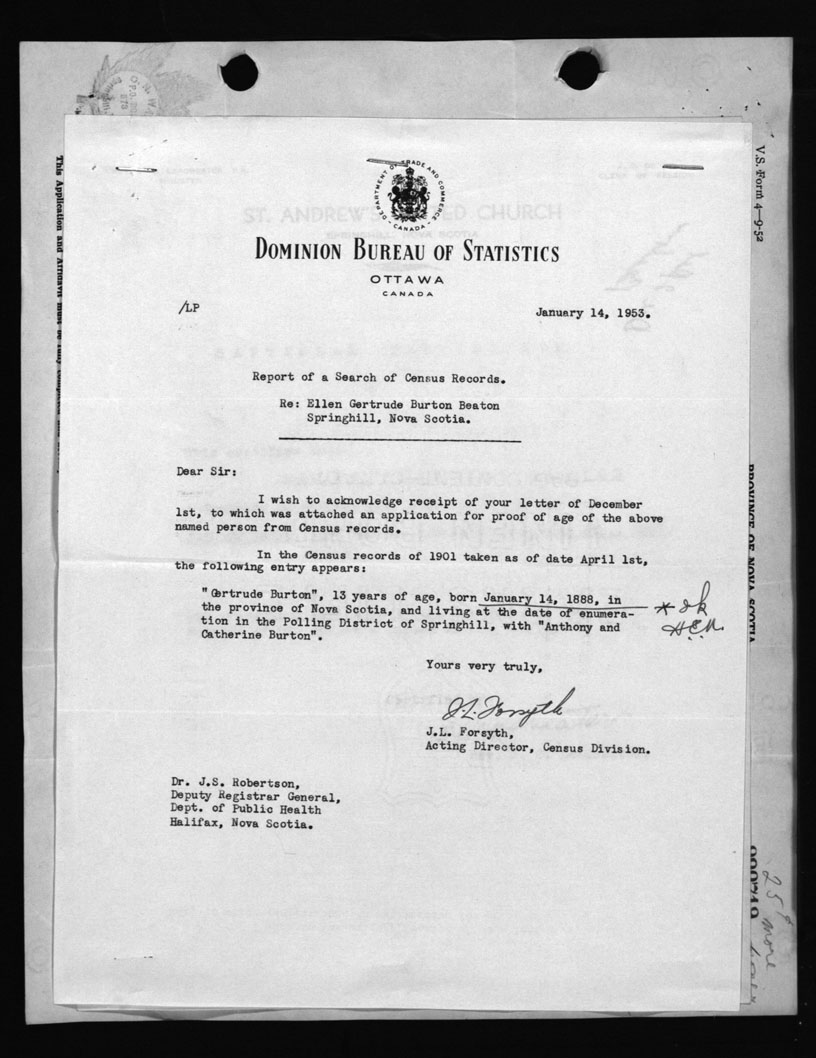 V.S. Form 4—9-52
This Application and Affidavit must be
DEPARTMENT OF TRADE AND COMMERCE
CANADA
ST. ANDREW'S UNITED CHURCH
DOMINION BUREAU OF STATISTICS
OTTAWA
CANADA
/LP
January 14, 1953.
Report of a Search of Census Records.
Re: Ellen Gertrude Burton Beaton
Springhill, Nova Scotia.
Dear Sir:
I wish to acknowledge receipt of your letter of December
1st, to which was attached an application for proof of age of the above
named person from Census records.
In the Census records of 1901 taken as of date April 1st,
the following entry appears:
"Gertrude Burton", 13 years of age, born January 14, 1888, in
the province of Nova Scotia, and living at the date of enumera-
tion in the Polling District of Springhill, with "Anthony and
Catherine Burton".
* ok
H.E.R.
Yours very truly,
J.L. Forsyth
J.L. Forsyth,
Acting Director, Census Division.
Dr. J.S. Robertson,
Deputy Registrar General,
Dept. of Public Health
Halifax, Nova Scotia.
PROVINCE OF NOVA SCOTIA
25¢ more